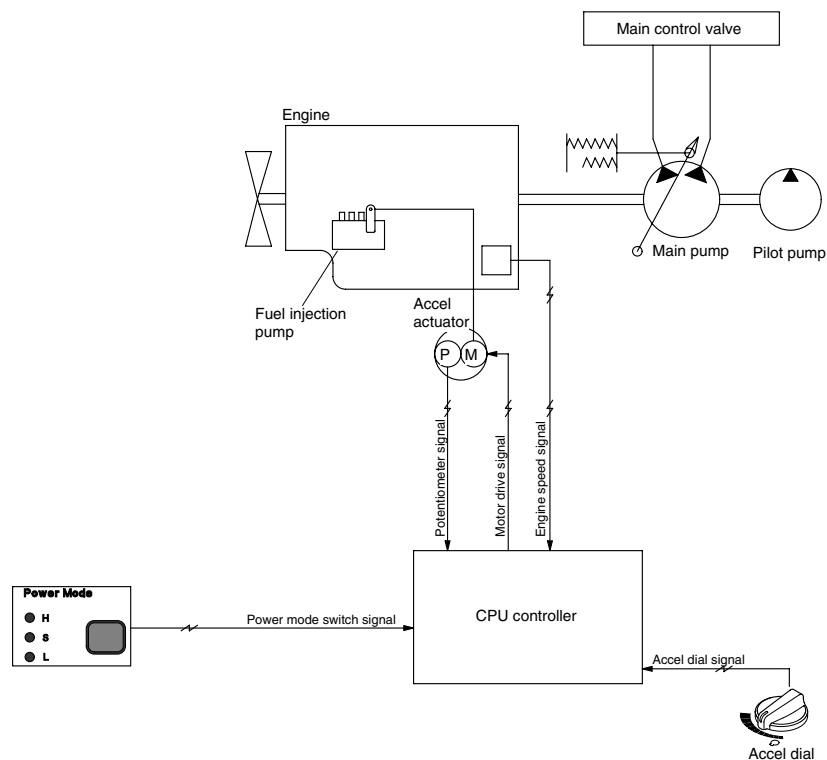 Main control valve
Engine
Main pump
Pilot pump
Fuel injection
pump
Accel
actuator
P
M
Potentiometer signal
Motor drive signal
Engine speed signal
Power Mode
H
S
L
Power mode switch signal
CPU controller
Accel dial signal
Accel dial